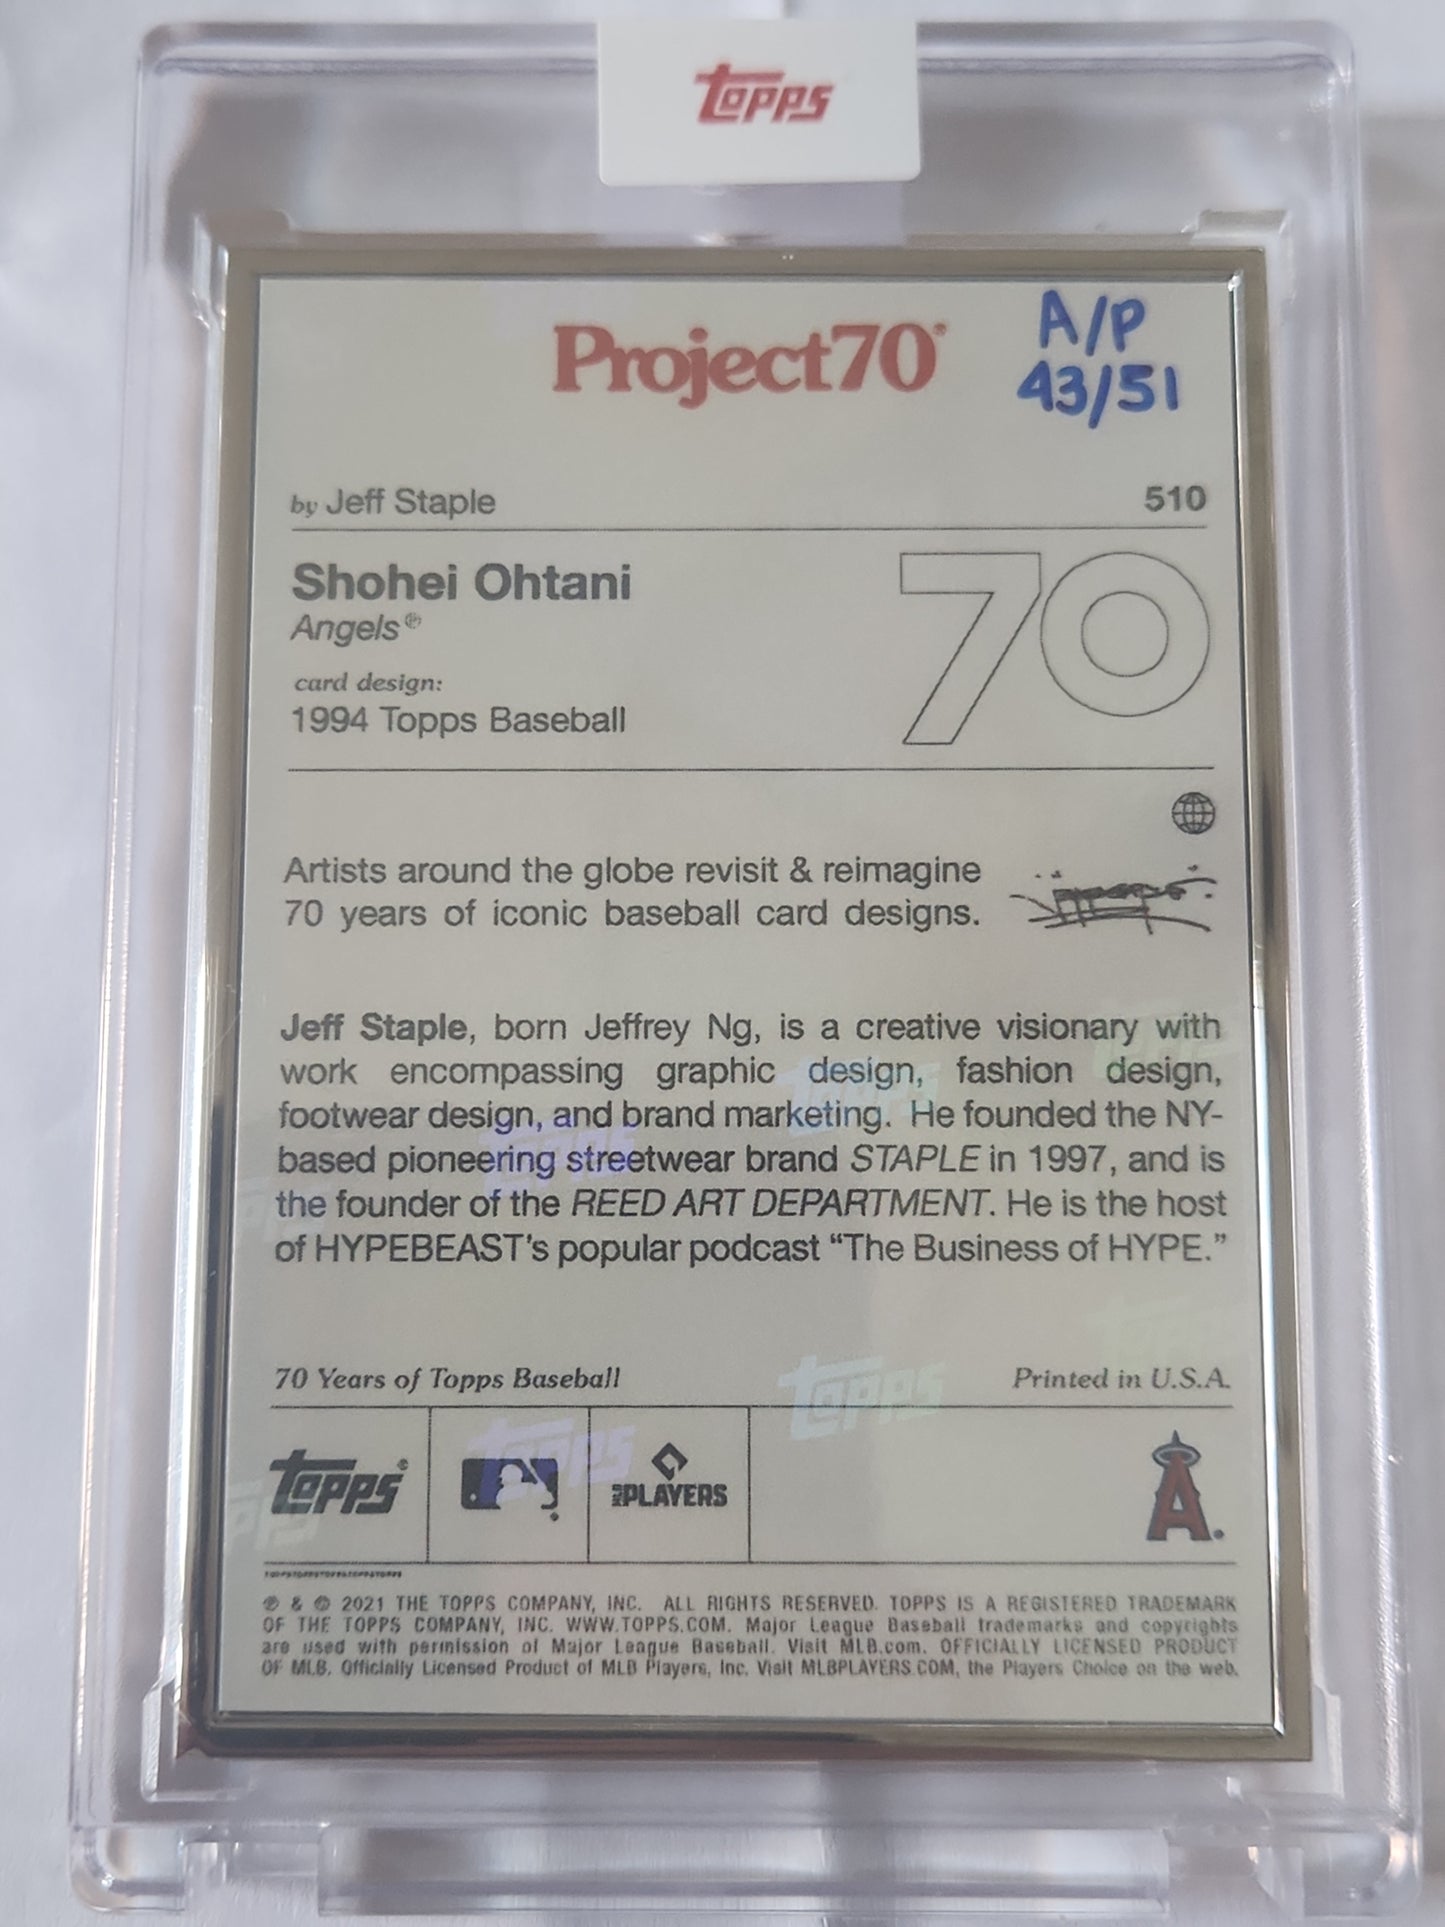 Topps
Project70®
A/P
43/51
by Jeff Staple
510
Shohei Ohtani
Angels®
70
card design:
1994 Topps Baseball
Artists around the globe revisit & reimagine
70 years of iconic baseball card designs.
Jeff Staple, born Jeffrey Ng, is a creative visionary with
work encompassing graphic design, fashion design,
footwear design, and brand marketing. He founded the NY-
based pioneering streetwear brand STAPLE in 1997, and is
the founder of the REED ART DEPARTMENT. He is the host
of HYPEBEAST's popular podcast “The Business of HYPE.”
70 Years of Topps Baseball
Printed in U.S.A.
Topps®
PLAYERS
A
® & © 2021 THE TOPPS COMPANY, INC. ALL RIGHTS RESERVED. TOPPS IS A REGISTERED TRADEMARK
OF THE TOPPS COMPANY, INC. WWW.TOPPS.COM. Major League Baseball trademarks and copyrights
are used with permission of Major League Baseball. Visit MLB.com. OFFICIALLY LICENSED PRODUCT
OF MLB. Officially Licensed Product of MLB Players, Inc. Visit MLBPLAYERS.COM, the Players Choice on the web.